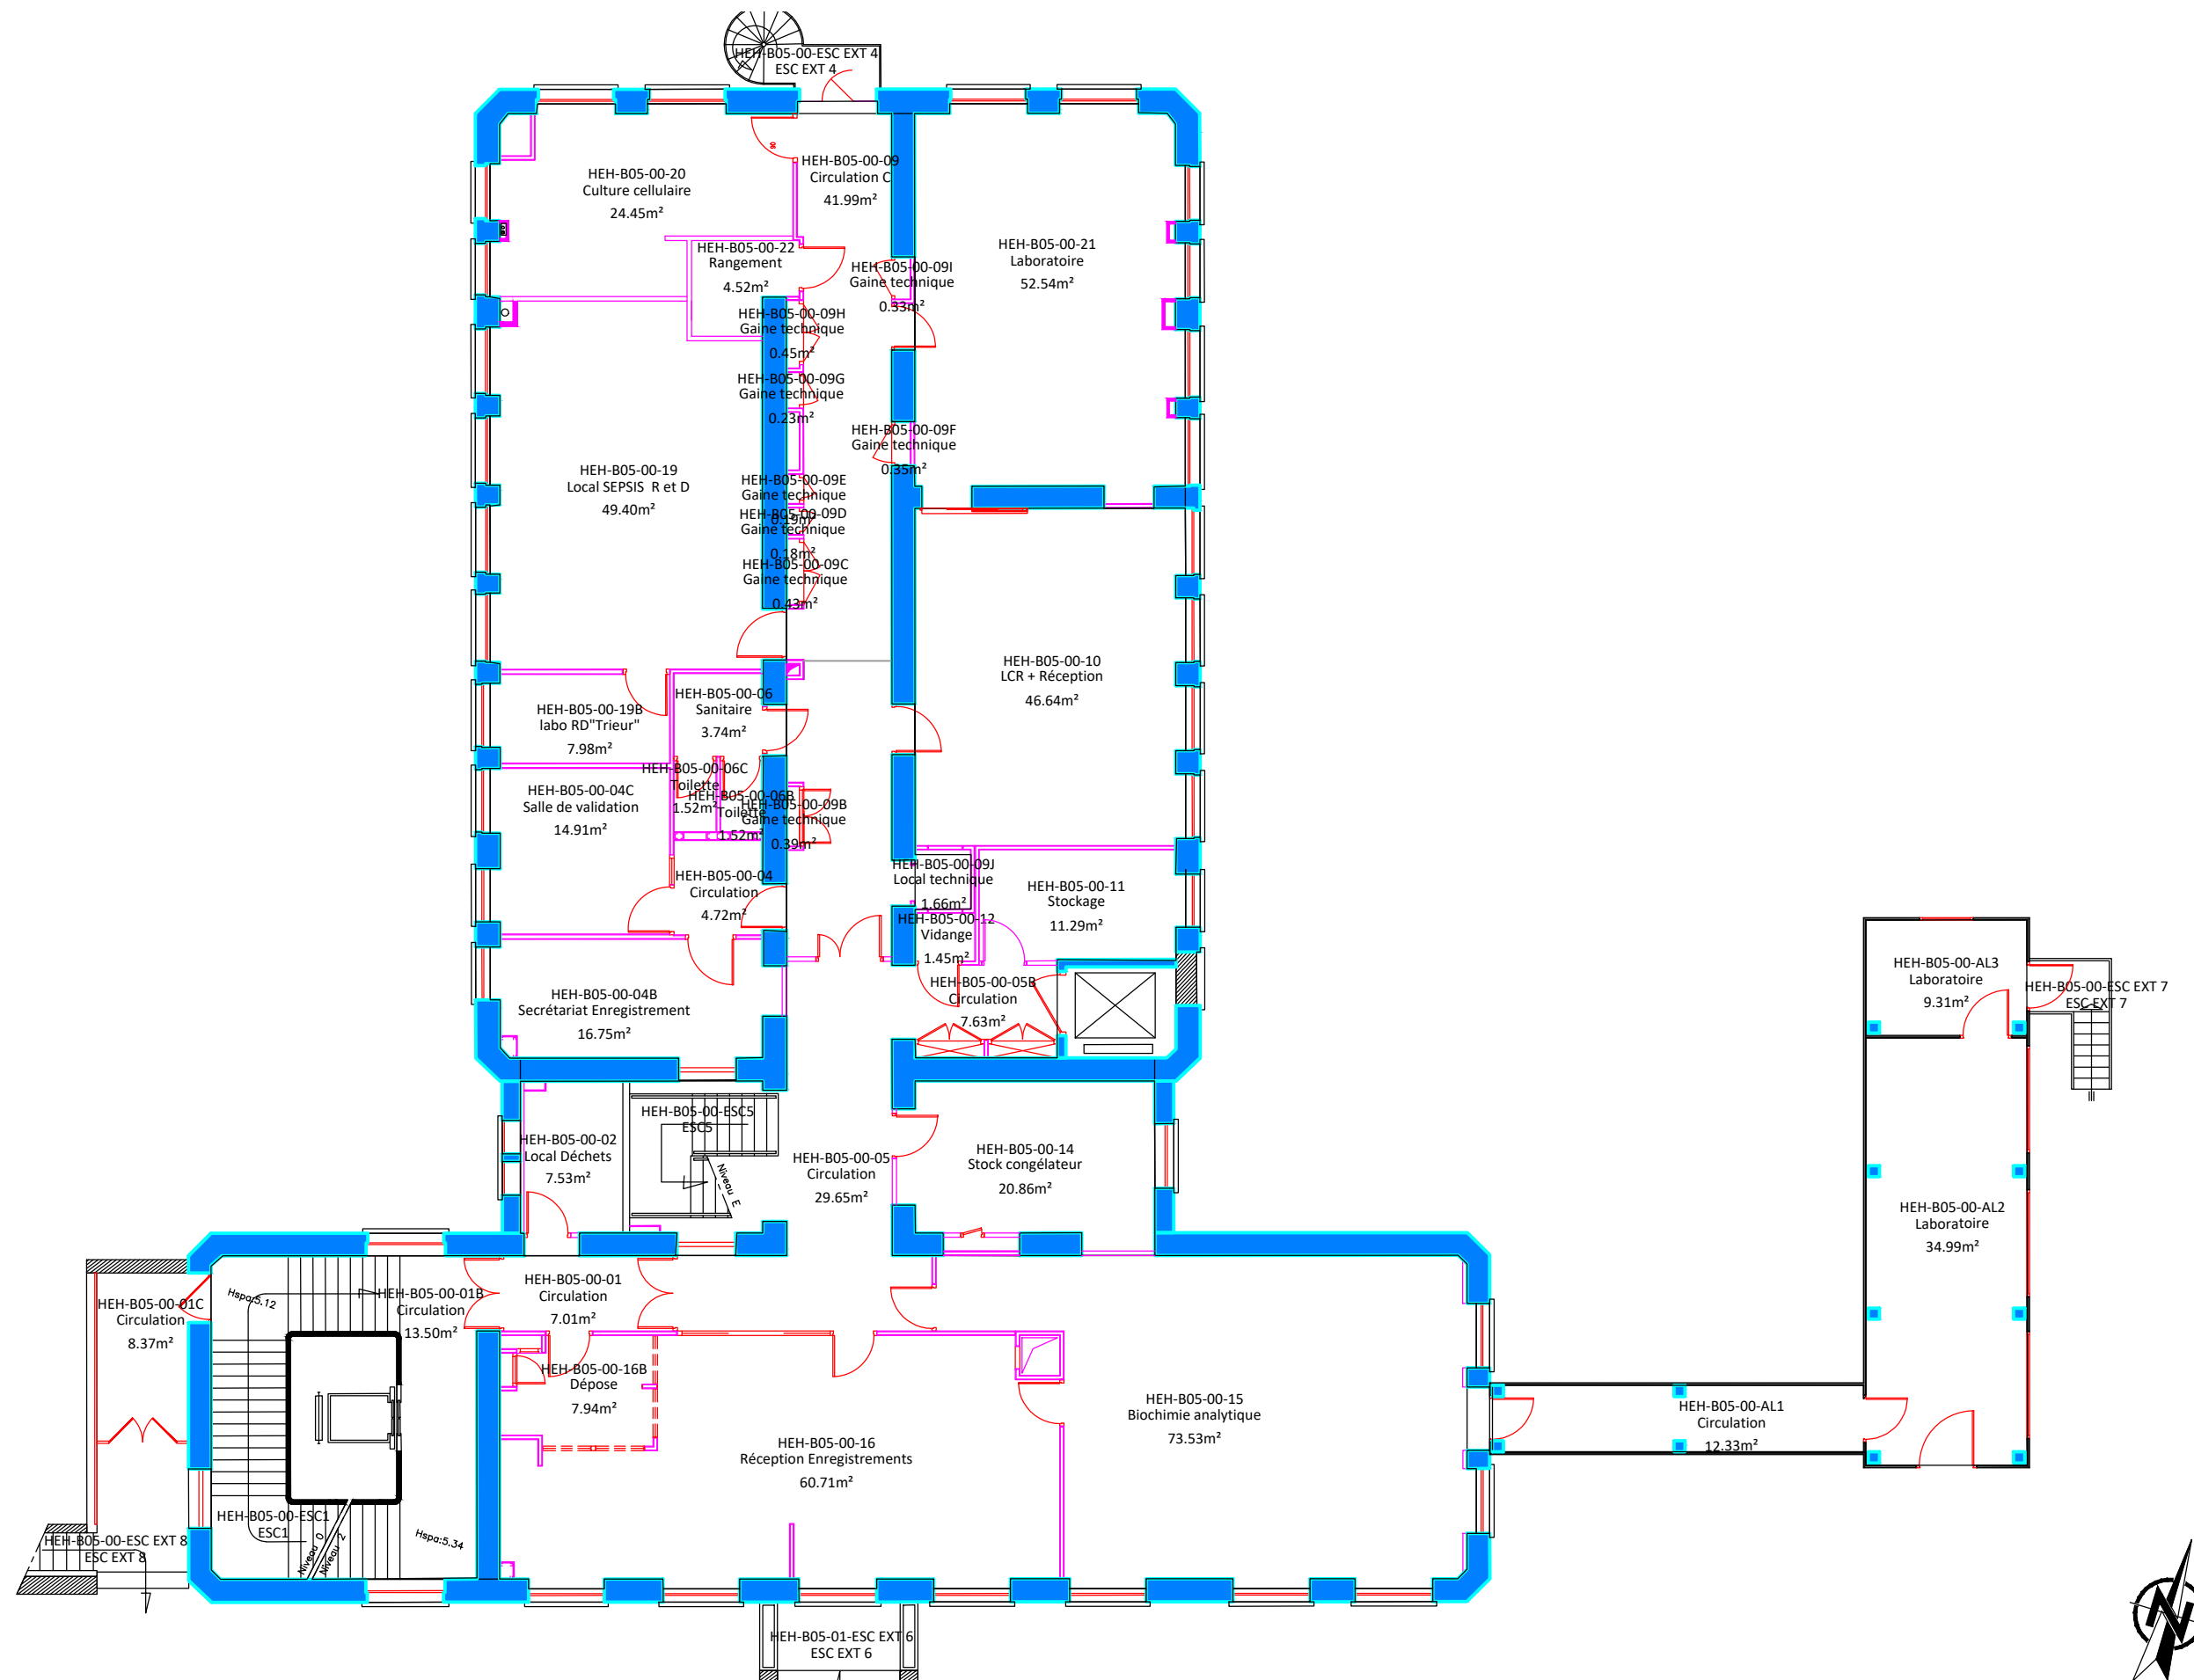 HEH-B05-00-ESC EXT 4
ESC EXT 4
90
HEH-B05-00-20
Culture cellulaire
24.45m²
HEH-B05-00-09
Circulation C
41.99m²
HEH-B05-00-22
Rangement
4.52m²
HEH-B05-00-21
Laboratoire
52.54m²
HEH-B05-00-09I
Gaine technique
0.33m²
HEH-B05-00-09H
Gaine technique
0.45m²
HEH-B05-00-09G
Gaine technique
0.23m²
HEH-B05-00-09F
Gaine technique
0.35m²
HEH-B05-00-19
Local SEPSIS R et D
49.40m²
HEH-B05-00-09E
Gaine technique
0.19m²
HEH-B05-00-09D
Gaine technique
0.18m²
HEH-B05-00-09C
Gaine technique
0.43m²
HEH-B05-00-10
LCR + Réception
46.64m²
HEH-B05-00-19B
labo RD"Trieur"
7.98m²
HEH-B05-00-06
Sanitaire
3.74m²
HEH-B05-00-06C
Toilette
1.52m²
HEH-B05-00-06B
Toilette
1.52m²
HEH-B05-00-09B
Gaine technique
0.39m²
HEH-B05-00-04C
Salle de validation
14.91m²
HEH-B05-00-04
Circulation
4.72m²
HEH-B05-00-09J
Local technique
1.66m²
HEH-B05-00-11
Stockage
11.29m²
HEH-B05-00-12
Vidange
1.45m²
HEH-B05-00-05B
Circulation
7.63m²
HEH-B05-00-04B
Secrétariat Enregistrement
16.75m²
HEH-B05-00-AL3
Laboratoire
9.31m²
HEH-B05-00-ESC EXT 7
ESC EXT 7
HEH-B05-00-ESC5
ESC5
Niveau E
HEH-B05-00-02
Local Déchets
7.53m²
HEH-B05-00-05
Circulation
29.65m²
HEH-B05-00-14
Stock congélateur
20.86m²
HEH-B05-00-AL2
Laboratoire
34.99m²
HEH-B05-00-01C
Circulation
8.37m²
Hspa:5.12
HEH-B05-00-01B
Circulation
13.50m²
HEH-B05-00-01
Circulation
7.01m²
HEH-B05-00-16B
Dépose
7.94m²
HEH-B05-00-15
Biochimie analytique
73.53m²
HEH-B05-00-AL1
Circulation
12.33m²
HEH-B05-00-16
Réception Enregistrements
60.71m²
HEH-B05-00-ESC1
ESC1
Niveau 0
Niveau 2
Hspa:5.34
HEH-B05-00-ESC EXT 8
ESC EXT 8
HEH-B05-01-ESC EXT 6
ESC EXT 6
N